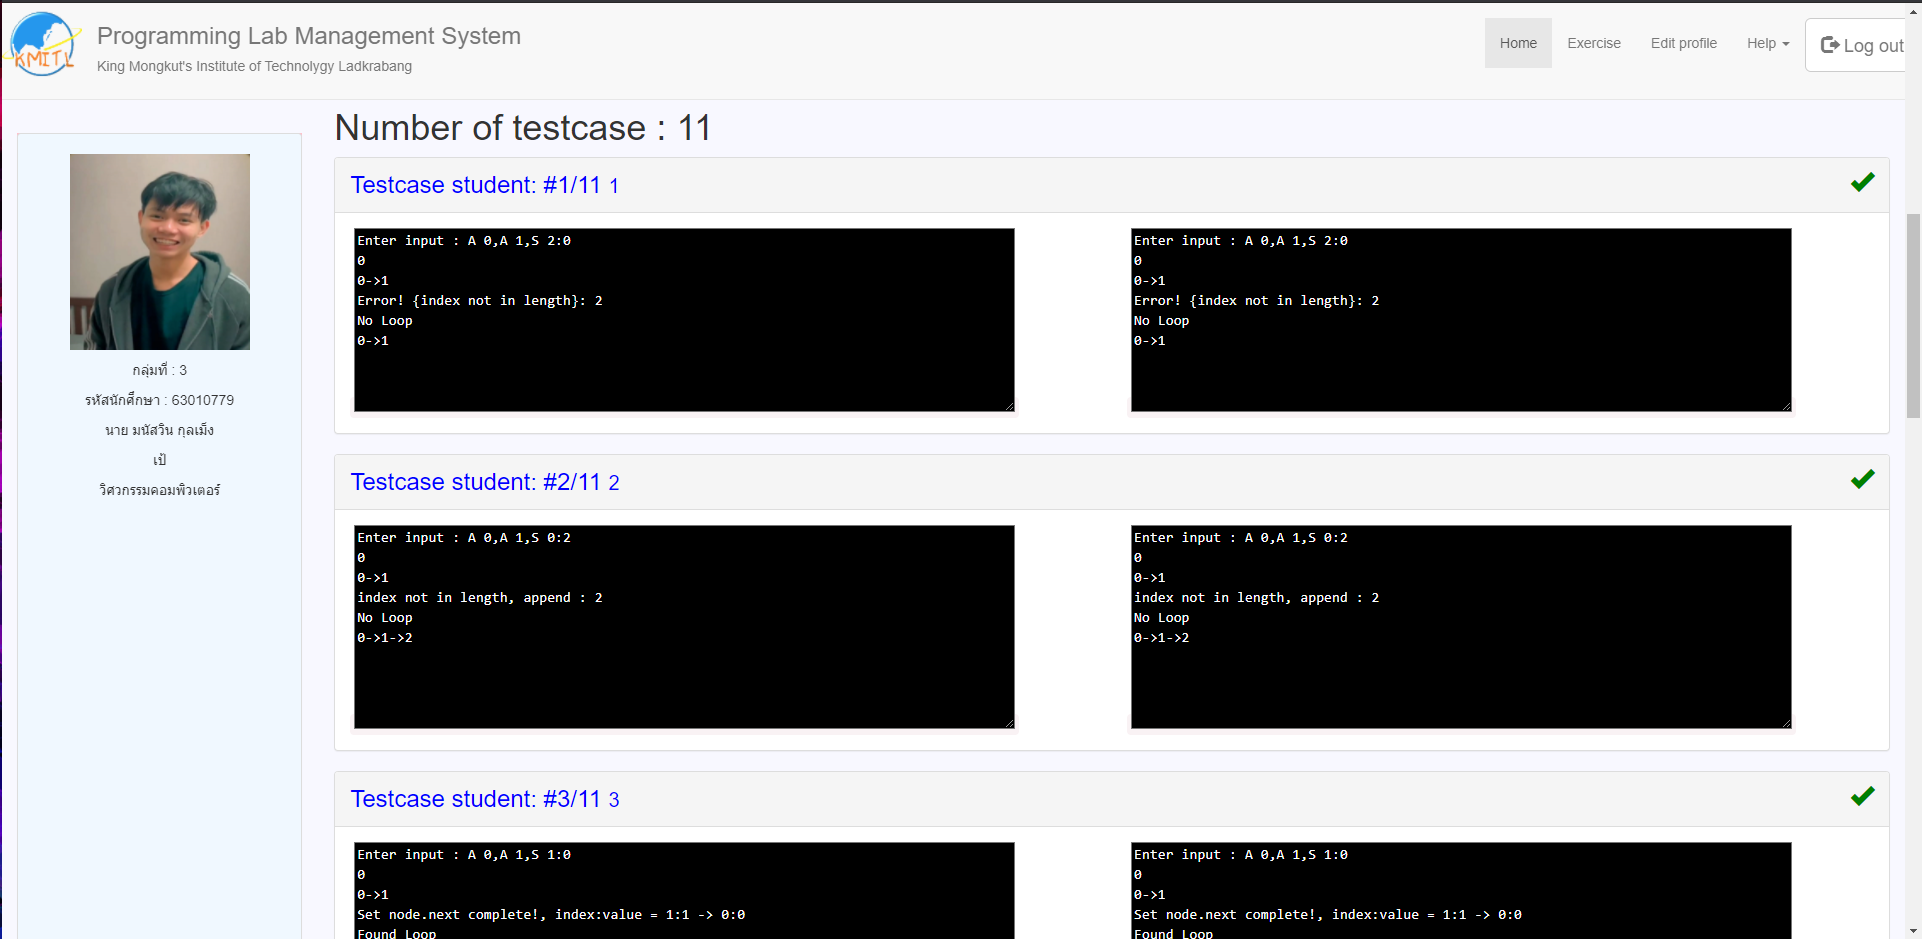 KMITL
Programming Lab Management System
King Mongkut's Institute of Technolygy Ladkrabang
Home
Exercise
Edit profile
Help
Log out
กลุ่มที่ : 3
รหัสนักศึกษา : 63010779
นาย มนัสวิน กุลเม็ง
เป้
วิศวกรรมคอมพิวเตอร์
Number of testcase : 11
Testcase student: #1/11 1
Enter input : A 0,A 1,S 2:0
0
0->1
Error! {index not in length}: 2
No Loop
0->1
Enter input : A 0,A 1,S 2:0
0
0->1
Error! {index not in length}: 2
No Loop
0->1
Testcase student: #2/11 2
Enter input : A 0,A 1,S 0:2
0
0->1
index not in length, append : 2
No Loop
0->1->2
Enter input : A 0,A 1,S 0:2
0
0->1
index not in length, append : 2
No Loop
0->1->2
Testcase student: #3/11 3
Enter input : A 0,A 1,S 1:0
0
0->1
Set node.next complete!, index:value = 1:1 -> 0:0
Found Loop
Enter input : A 0,A 1,S 1:0
0
0->1
Set node.next complete!, index:value = 1:1 -> 0:0
Found Loop